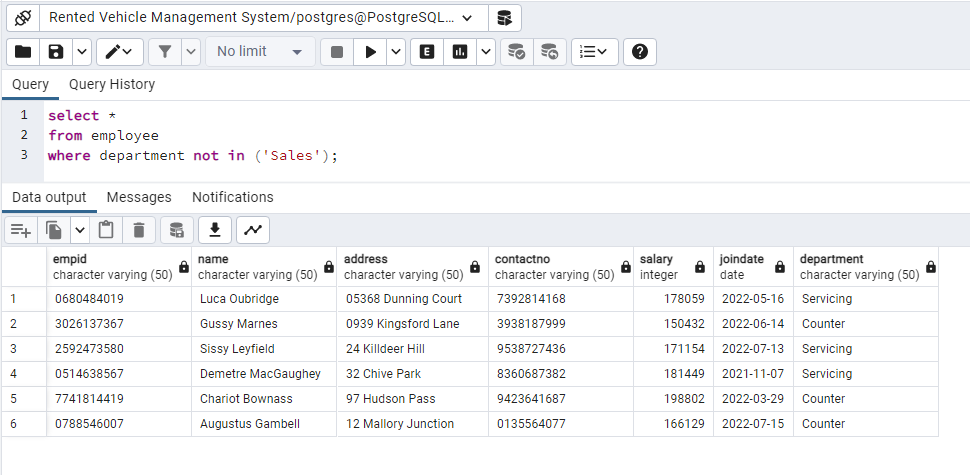 Rented Vehicle Management System/postgres@PostgreSQL...
No limit
E
Query Query History
1 select *
2 from employee
3 where department not in ('Sales');
Data output Messages Notifications
empid name address contactno salary joindate department
character varying (50) character varying (50) character varying (50) character varying (50) integer date character varying (50)
1 0680484019 Luca Oubridge 05368 Dunning Court 7392814168 178059 2022-05-16 Servicing
2 3026137367 Gussy Marnes 0939 Kingsford Lane 3938187999 150432 2022-06-14 Counter
3 2592473580 Sissy Leyfield 24 Killdeer Hill 9538727436 171154 2022-07-13 Servicing
4 0514638567 Demetre MacGaughey 32 Chive Park 8360687382 181449 2021-11-07 Servicing
5 7741814419 Chariot Bownass 97 Hudson Pass 9423641687 198802 2022-03-29 Counter
6 0788546007 Augustus Gambell 12 Mallory Junction 0135564077 166129 2022-07-15 Counter